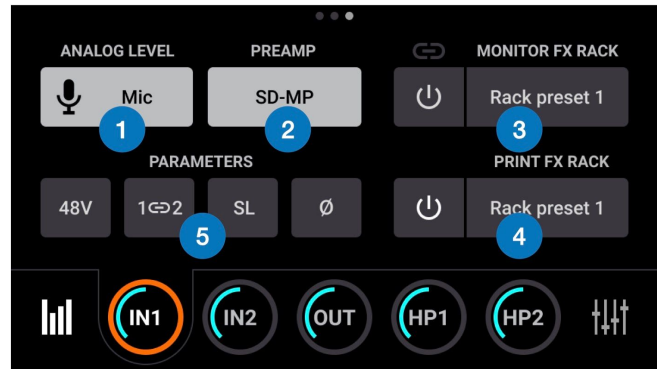 ANALOG LEVEL PREAMP MONITOR FX RACK
Mic SD-MP Rack preset 1
1 2 3
PARAMETERS PRINT FX RACK
48V 1 2 SL Ø Rack preset 1
5 4
IN1 IN2 OUT HP1 HP2